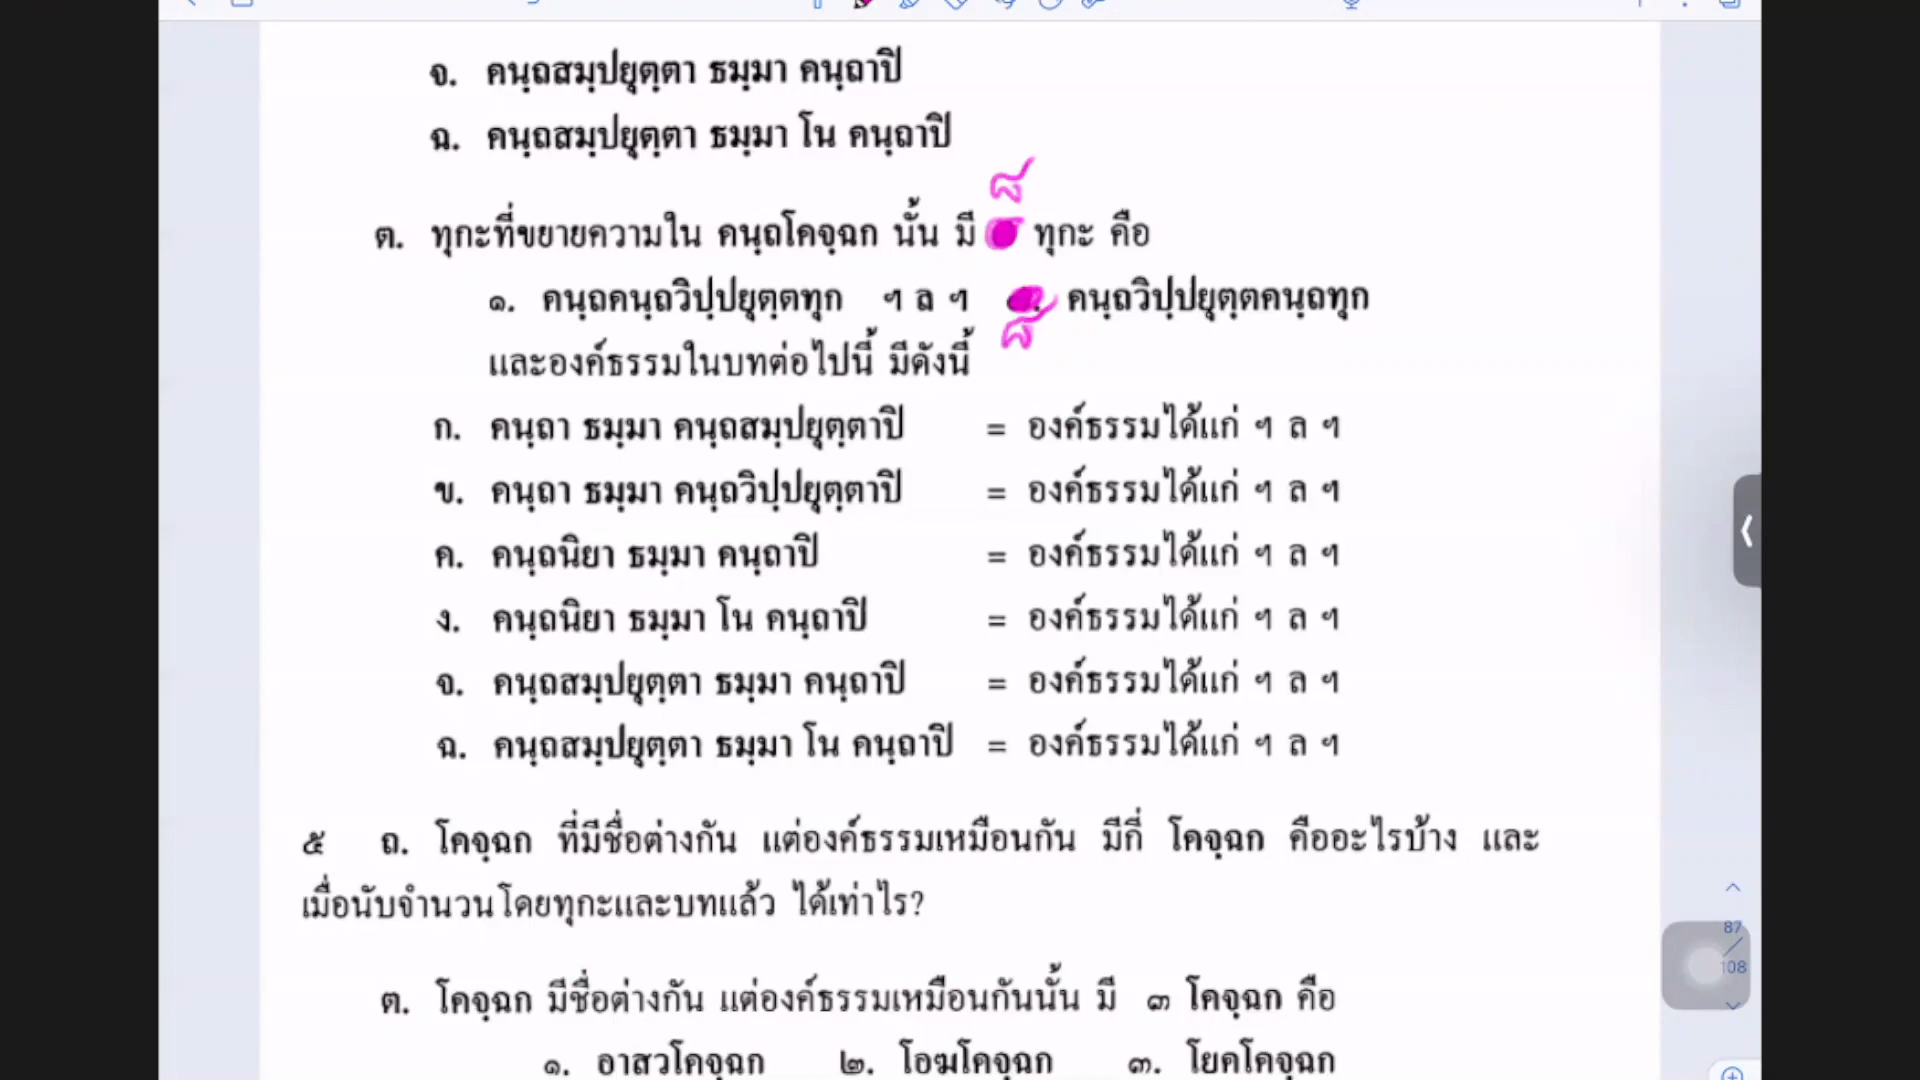 จ. คนฺถสมฺปยุตฺตา ธมฺมา คนฺถาปิ
ฉ. คนฺถสมฺปยุตฺตา ธมฺมา โน คนฺถาปิ
ต. ทุกะที่ขยายความใน คนฺถโคจฺฉก นั้น มี ทุกะ คือ
๑. คนฺถคนฺถวิปฺปยุตฺตทุก ฯ ล ฯ คนฺถวิปฺปยุตฺตคนฺถทุก
และองค์ธรรมในบทต่อไปนี้ มีดังนี้
ก. คนฺถา ธมฺมา คนฺถสมฺปยุตฺตาปิ = องค์ธรรมได้แก่ ฯ ล ฯ
ข. คนฺถา ธมฺมา คนฺถวิปฺปยุตฺตาปิ = องค์ธรรมได้แก่ ฯ ล ฯ
ค. คนฺถนิยา ธมฺมา คนฺถาปิ = องค์ธรรมได้แก่ ฯ ล ฯ
ง. คนฺถนิยา ธมฺมา โน คนฺถาปิ = องค์ธรรมได้แก่ ฯ ล ฯ
จ. คนฺถสมฺปยุตฺตา ธมฺมา คนฺถาปิ = องค์ธรรมได้แก่ ฯ ล ฯ
ฉ. คนฺถสมฺปยุตฺตา ธมฺมา โน คนฺถาปิ = องค์ธรรมได้แก่ ฯ ล ฯ
๕ ถ. โคจฺฉก ที่มีชื่อต่างกัน แต่องค์ธรรมเหมือนกัน มีกี่ โคจฺฉก คืออะไรบ้าง และ
เมื่อนับจำนวนโดยทุกะและบทแล้ว ได้เท่าไร?
87
108
ต. โคจฺฉก มีชื่อต่างกัน แต่องค์ธรรมเหมือนกันนั้น มี ๓ โคจฺฉก คือ
๑. อาสวโคจฺฉก ๒. โอฆโคจฺฉก ๓. โยคโคจฺฉก